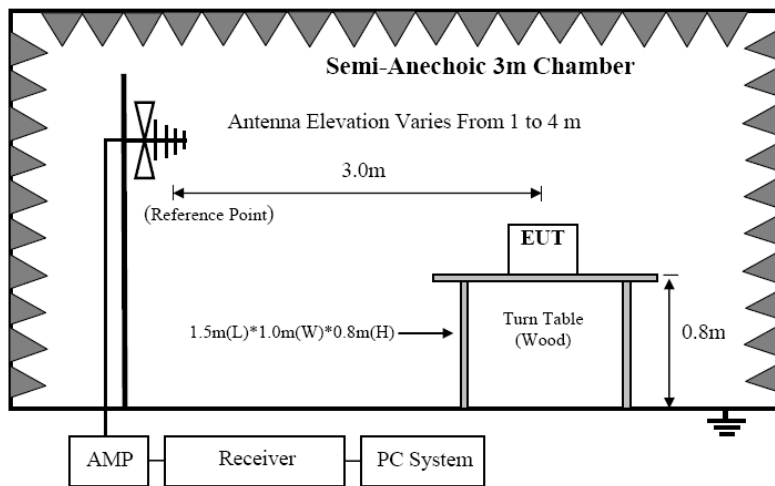 Semi-Anechoic 3m Chamber
Antenna Elevation Varies From 1 to 4 m
3.0m
(Reference Point)
EUT
1.5m(L)*1.0m(W)*0.8m(H)
Turn Table
(Wood)
0.8m
AMP
Receiver
PC System